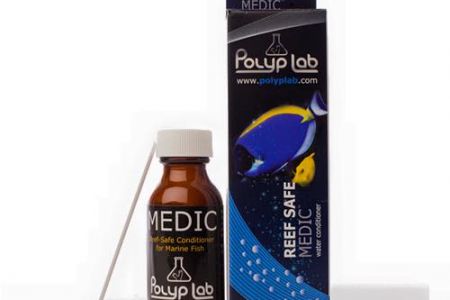 MEDIC
Polyp Lab
www.polyplab.com
REEF SAFE
MEDIC
water conditioner
MEDIC
Reef-Safe Conditioner
for Marine Fish
Polyp Lab